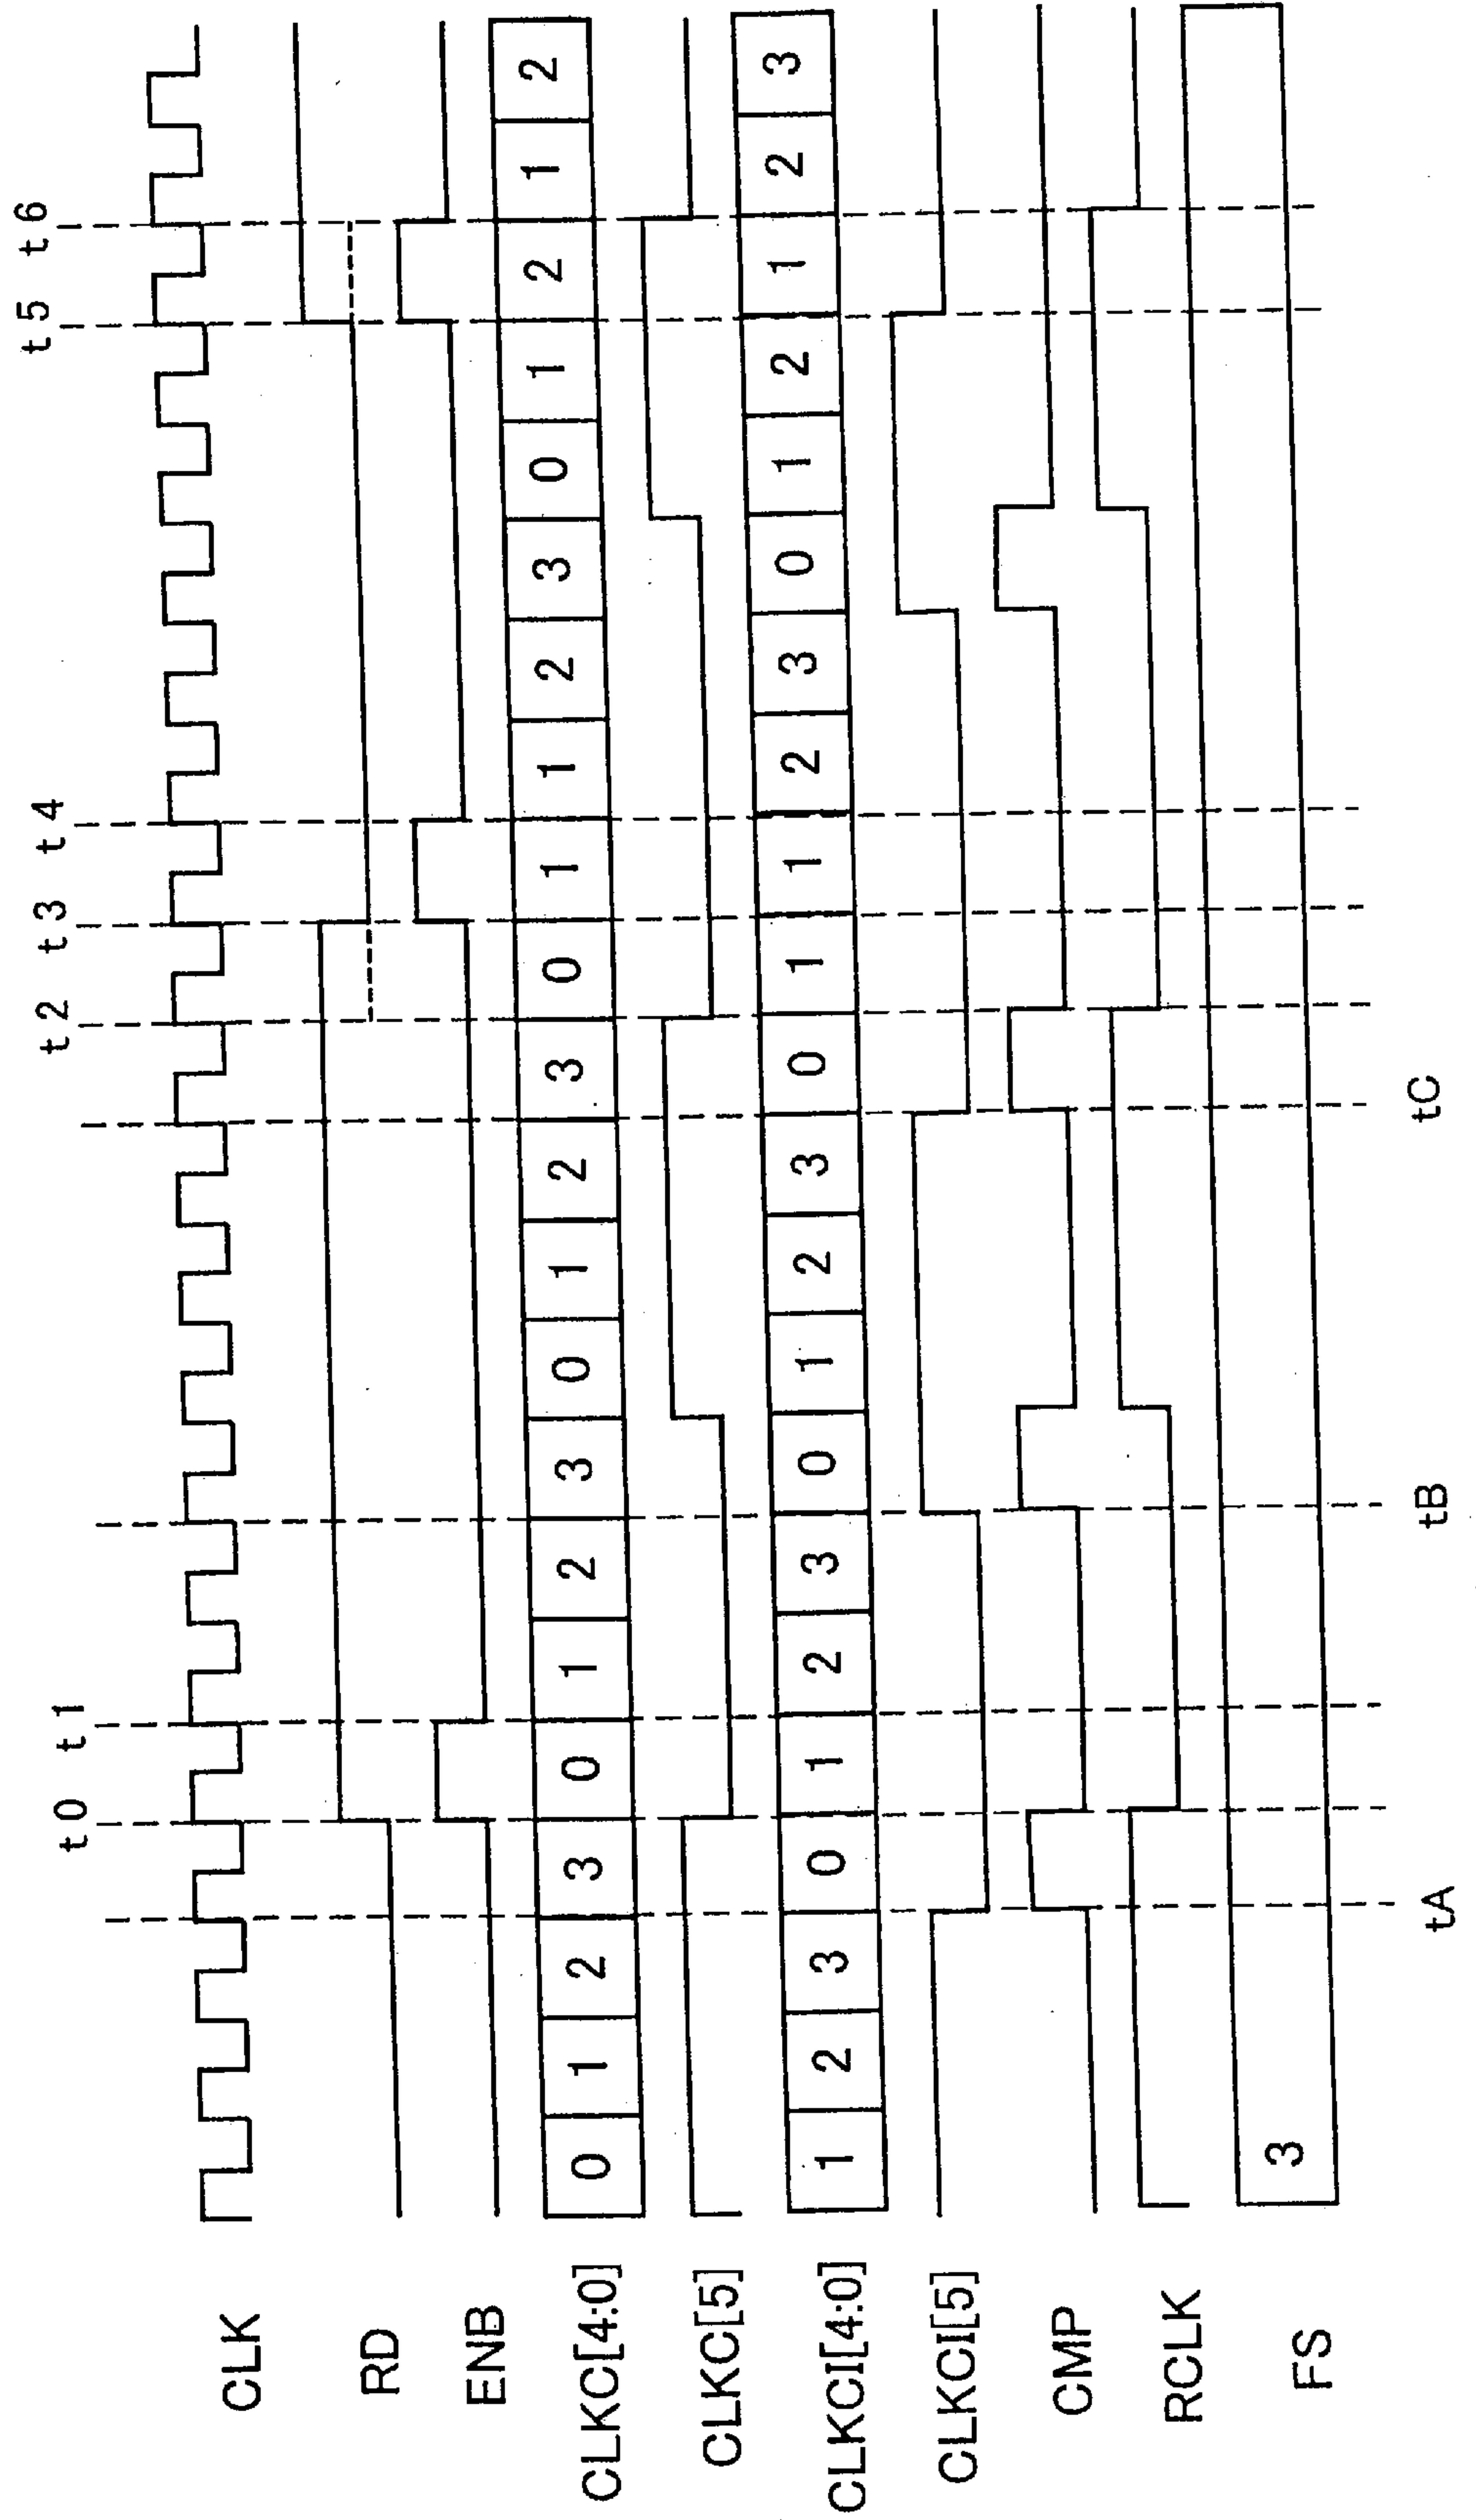 t0 t1 t2 t3 t4 t5 t6
CLK
RD
ENB
CLKC[4:0] 0 1 2 3 0 1 2 3 0 1 2 3 0 1 1 2 3 0 1 2 1 2
CLKC[5]
CLKCI[4:0] 1 2 3 0 1 2 3 0 1 2 3 0 1 1 2 3 0 1 2 1 2 3
CLKCI[5]
CMP
RCLK
FS 3
tA tB tC